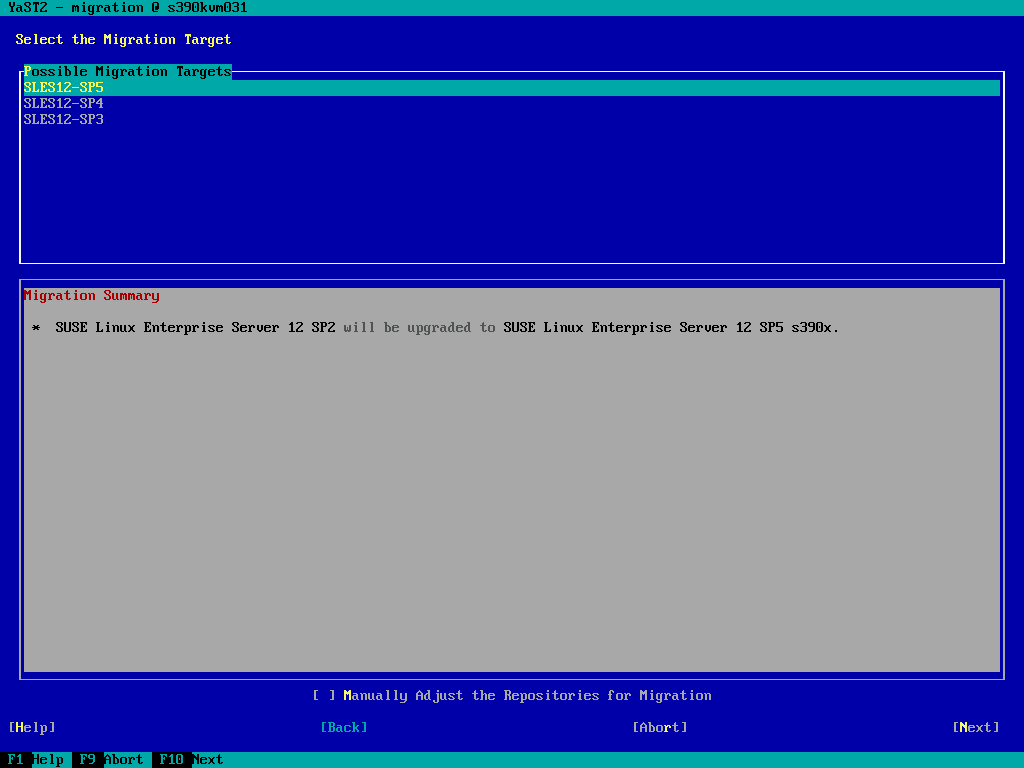 YaST2 - migration @ s390kvm031
Select the Migration Target
Possible Migration Targets
SLES12-SP5
SLES12-SP4
SLES12-SP3
Migration Summary
* SUSE Linux Enterprise Server 12 SP2 will be upgraded to SUSE Linux Enterprise Server 12 SP5 s390x.
[ ] Manually Adjust the Repositories for Migration
[Help] [Back] [Abort] [Next]
F1 Help F9 Abort F10 Next